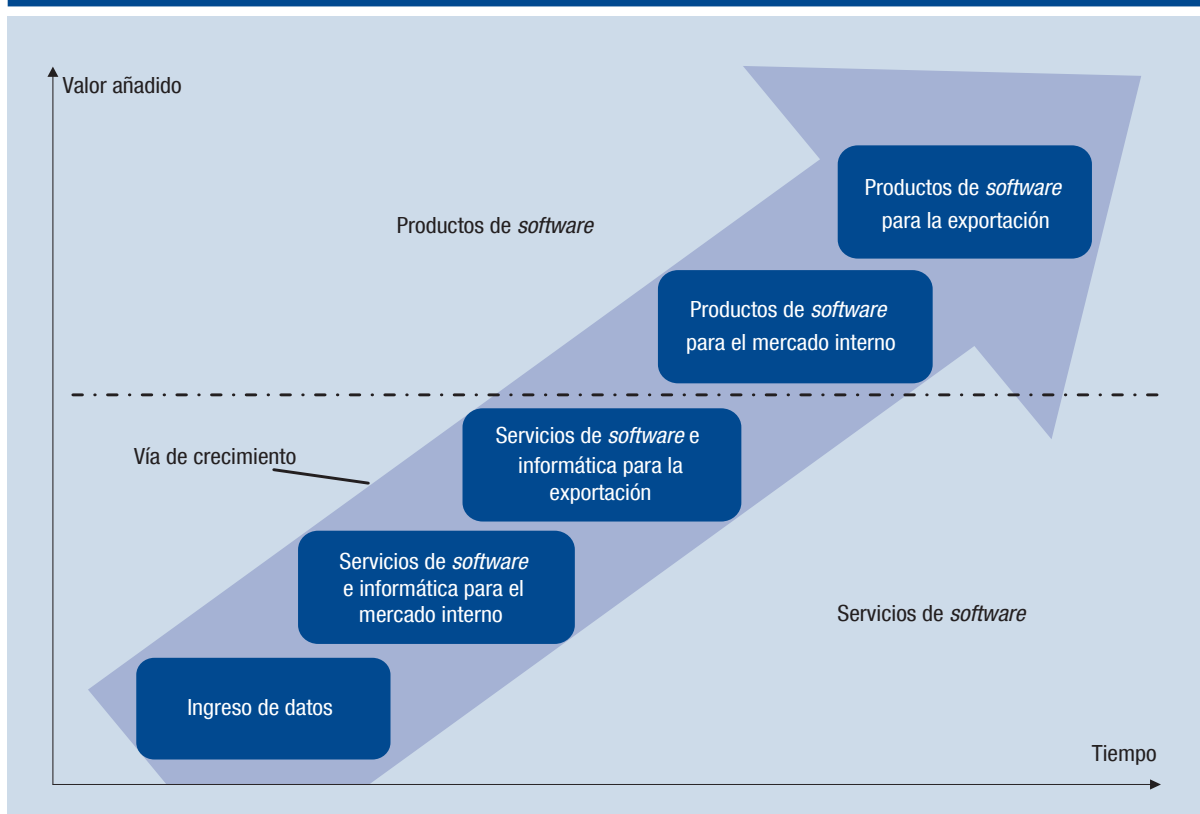 Valor añadido
Productos de software
para la exportación
Productos de software
Productos de software
para el mercado interno
Servicios de software e
informática para la
exportación
Vía de crecimiento
Servicios de software
e informática para el
mercado interno
Servicios de software
Ingreso de datos
Tiempo